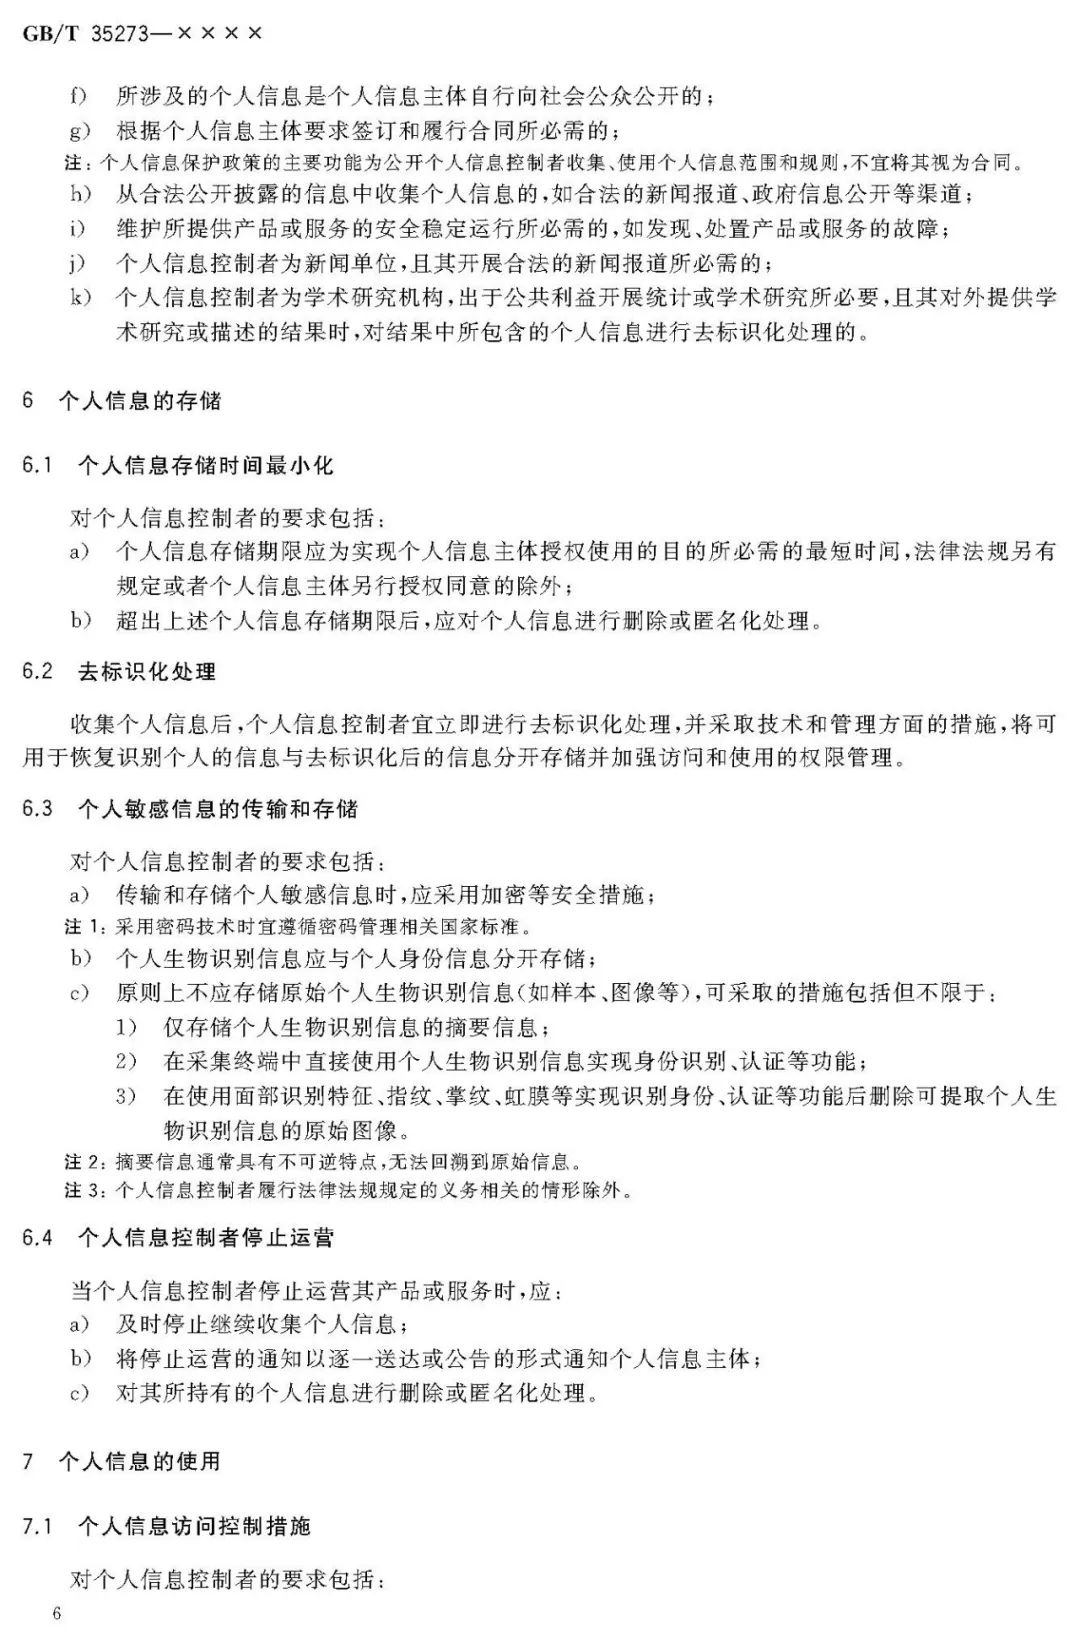 GB/T 35273—××××
f) 所涉及的个人信息是个人信息主体自行向社会公众公开的;
g) 根据个人信息主体要求签订和履行合同所必需的;
注:个人信息保护政策的主要功能为公开个人信息控制者收集、使用个人信息范围和规则,不宜将其视为合同。
h) 从合法公开披露的信息中收集个人信息的,如合法的新闻报道、政府信息公开等渠道;
i) 维护所提供产品或服务的安全稳定运行所必需的,如发现、处置产品或服务的故障;
j) 个人信息控制者为新闻单位,且其开展合法的新闻报道所必需的;
k) 个人信息控制者为学术研究机构,出于公共利益开展统计或学术研究所必要,且其对外提供学
术研究或描述的结果时,对结果中所包含的个人信息进行去标识化处理的。
6 个人信息的存储
6.1 个人信息存储时间最小化
对个人信息控制者的要求包括:
a) 个人信息存储期限应为实现个人信息主体授权使用的目的所必需的最短时间,法律法规另有
规定或者个人信息主体另行授权同意的除外;
b) 超出上述个人信息存储期限后,应对个人信息进行删除或匿名化处理。
6.2 去标识化处理
收集个人信息后,个人信息控制者宜立即进行去标识化处理,并采取技术和管理方面的措施,将可
用于恢复识别个人的信息与去标识化后的信息分开存储并加强访问和使用的权限管理。
6.3 个人敏感信息的传输和存储
对个人信息控制者的要求包括:
a) 传输和存储个人敏感信息时,应采用加密等安全措施;
注1:采用密码技术时宜遵循密码管理相关国家标准。
b) 个人生物识别信息应与个人身份信息分开存储;
c) 原则上不应存储原始个人生物识别信息(如样本、图像等),可采取的措施包括但不限于:
1) 仅存储个人生物识别信息的摘要信息;
2) 在采集终端中直接使用个人生物识别信息实现身份识别、认证等功能;
3) 在使用面部识别特征、指纹、掌纹、虹膜等实现识别身份、认证等功能后删除可提取个人生
物识别信息的原始图像。
注2:摘要信息通常具有不可逆特点,无法回溯到原始信息。
注3:个人信息控制者履行法律法规规定的义务相关的情形除外。
6.4 个人信息控制者停止运营
当个人信息控制者停止运营其产品或服务时,应:
a) 及时停止继续收集个人信息;
b) 将停止运营的通知以逐一送达或公告的形式通知个人信息主体;
c) 对其所持有的个人信息进行删除或匿名化处理。
7 个人信息的使用
7.1 个人信息访问控制措施
对个人信息控制者的要求包括:
6